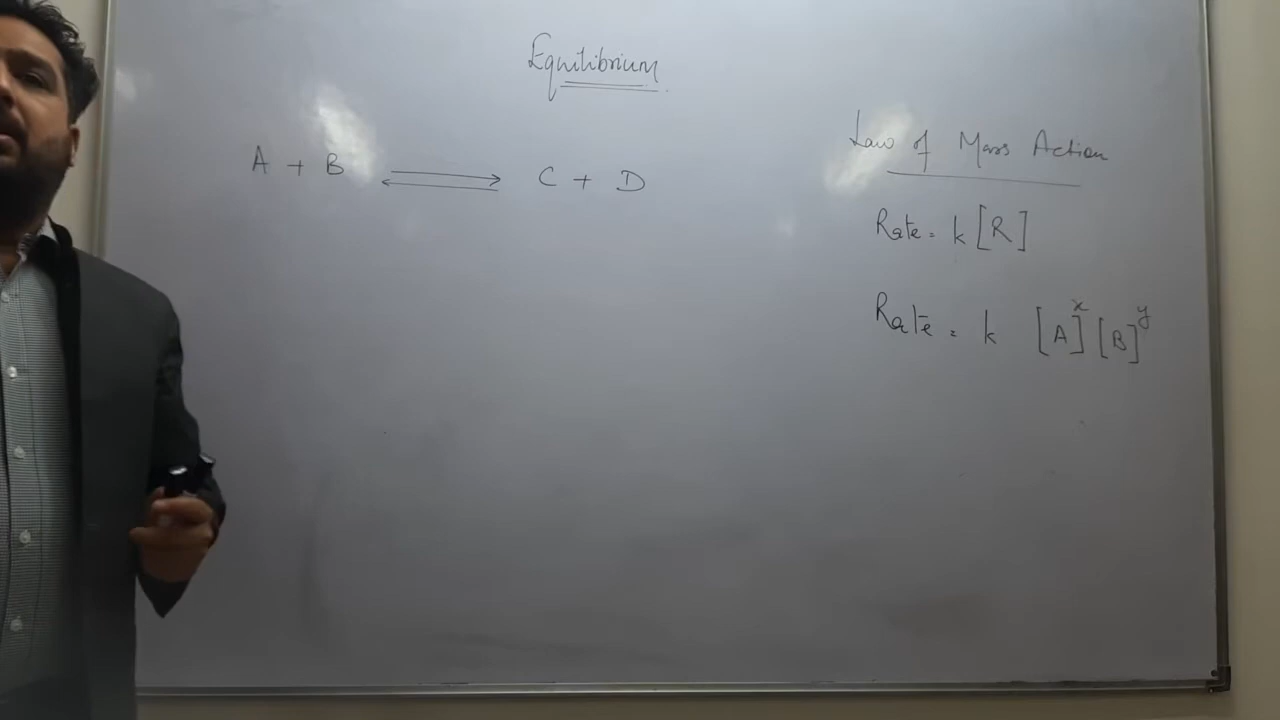 Equilibrium
A + B ⇌ C + D
Law of Mass Action
Rate = k [R]
Rate = k [A]^x [B]^y